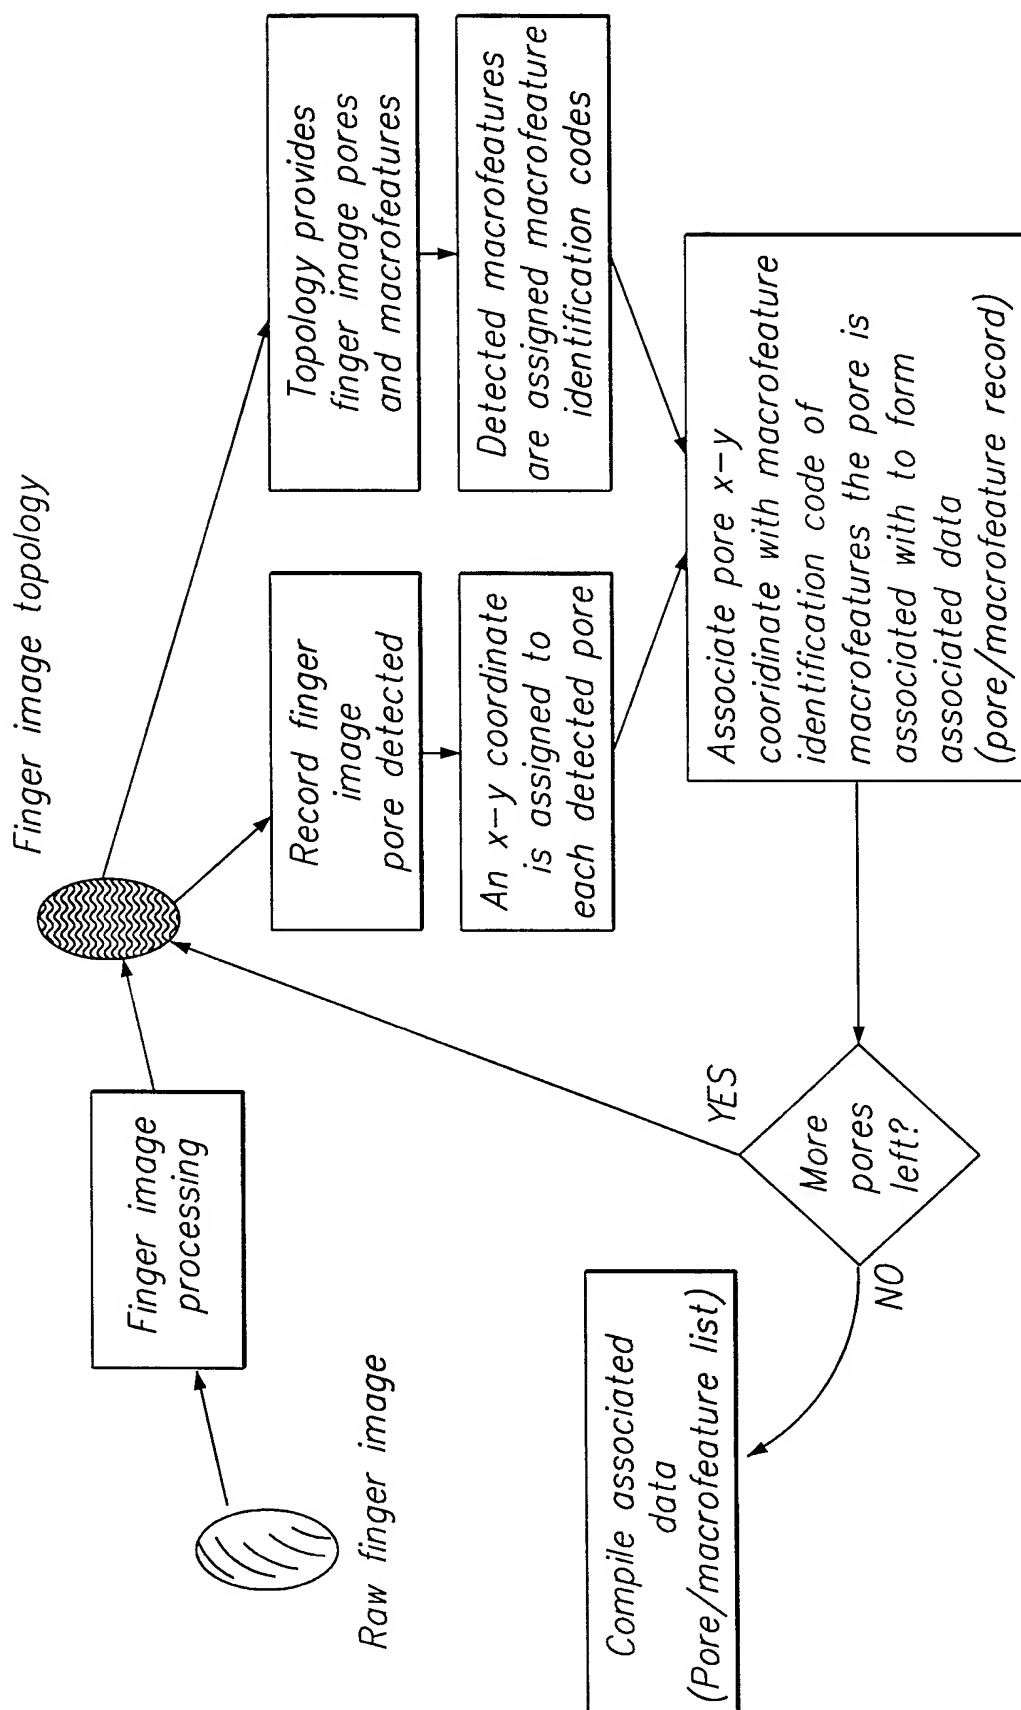 Raw finger image
Finger image
processing
Finger image topology
Record finger
image
pore detected
An x-y coordinate
is assigned to
each detected pore
Topology provides
finger image pores
and macrofeatures
Detected macrofeatures
are assigned macrofeature
identification codes
Associate pore x-y
cooridinate with macrofeature
identification code of
macrofeatures the pore is
associated with to form
associated data
(pore/macrofeature record)
More
pores
left?
YES
NO
Compile associated
data
(Pore/macrofeature list)